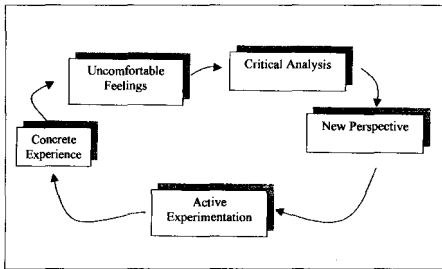 Uncomfortable
Feelings
Critical Analysis
New Perspective
Active
Experimentation
Concrete
Experience